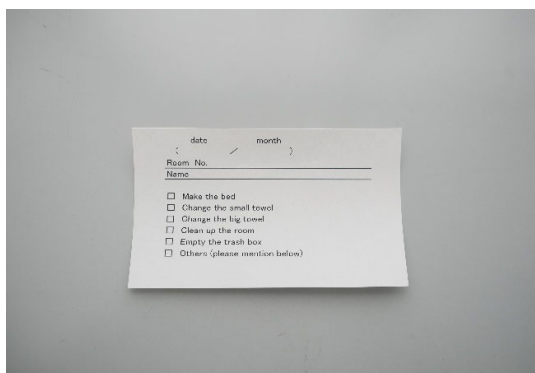 date month
( / )
Room No.
Name
□ Make the bed
□ Change the small towel
□ Change the big towel
□ Clean up the room
□ Empty the trash box
□ Others (please mention below)